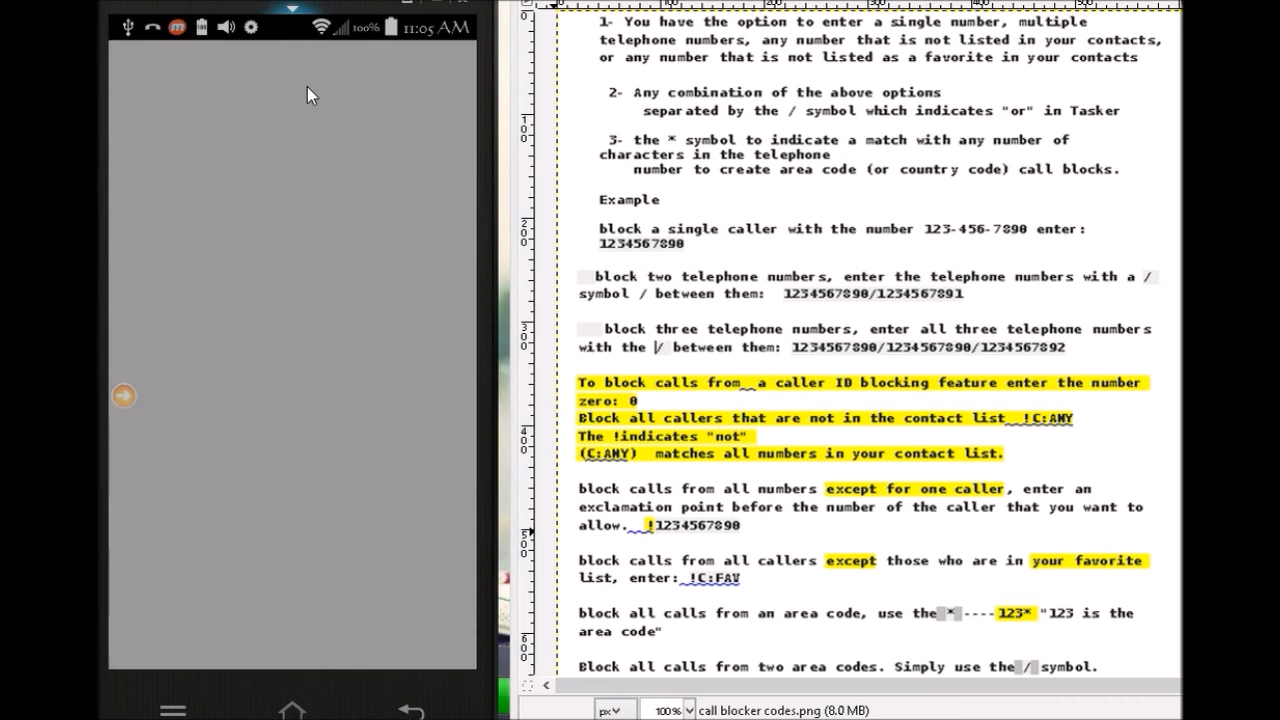 100% 11:05 AM
1- You have the option to enter a single number, multiple
telephone numbers, any number that is not listed in your contacts,
or any number that is not listed as a favorite in your contacts
2- Any combination of the above options
separated by the / symbol which indicates "or" in Tasker
3- the * symbol to indicate a match with any number of
characters in the telephone
number to create area code (or country code) call blocks.
Example
block a single caller with the number 123-456-7890 enter:
1234567890
block two telephone numbers, enter the telephone numbers with a /
symbol / between them: 1234567890/1234567891
block three telephone numbers, enter all three telephone numbers
with the / between them: 1234567890/1234567890/1234567892
To block calls from a caller ID blocking feature enter the number
zero: 0
Block all callers that are not in the contact list !C:ANY
The !indicates "not"
(C:ANY) matches all numbers in your contact list.
block calls from all numbers except for one caller, enter an
exclamation point before the number of the caller that you want to
allow. !1234567890
block calls from all callers except those who are in your favorite
list, enter: !C:FAV
block all calls from an area code, use the * ----123* "123 is the
area code"
Block all calls from two area codes. Simply use the / symbol.
px 100% call blocker codes.png (8.0 MB)